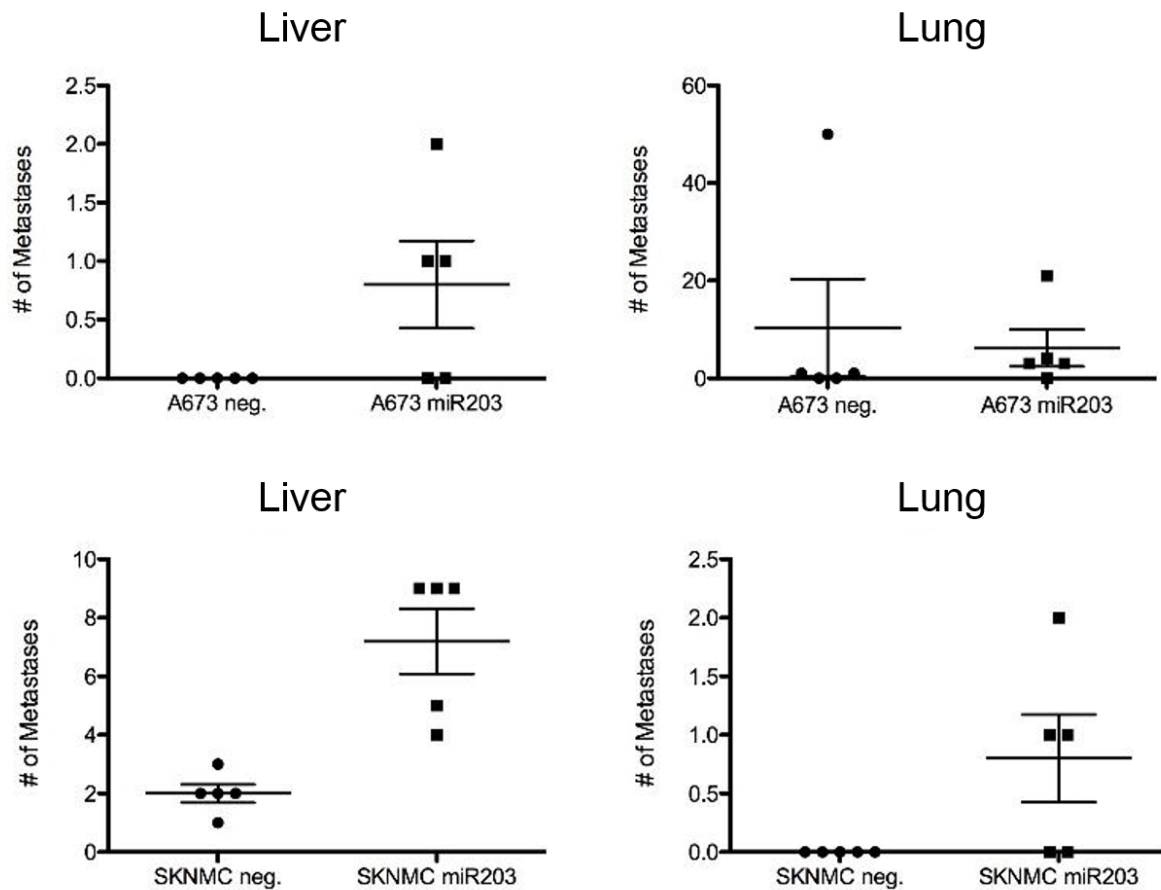 Liver
# of Metastases
2.5
2.0
1.5
1.0
0.5
0.0
A673 neg. A673 miR203
Lung
# of Metastases
60
40
20
0
A673 neg. A673 miR203
Liver
# of Metastases
10
8
6
4
2
0
SKNMC neg. SKNMC miR203
Lung
# of Metastases
2.5
2.0
1.5
1.0
0.5
0.0
SKNMC neg. SKNMC miR203